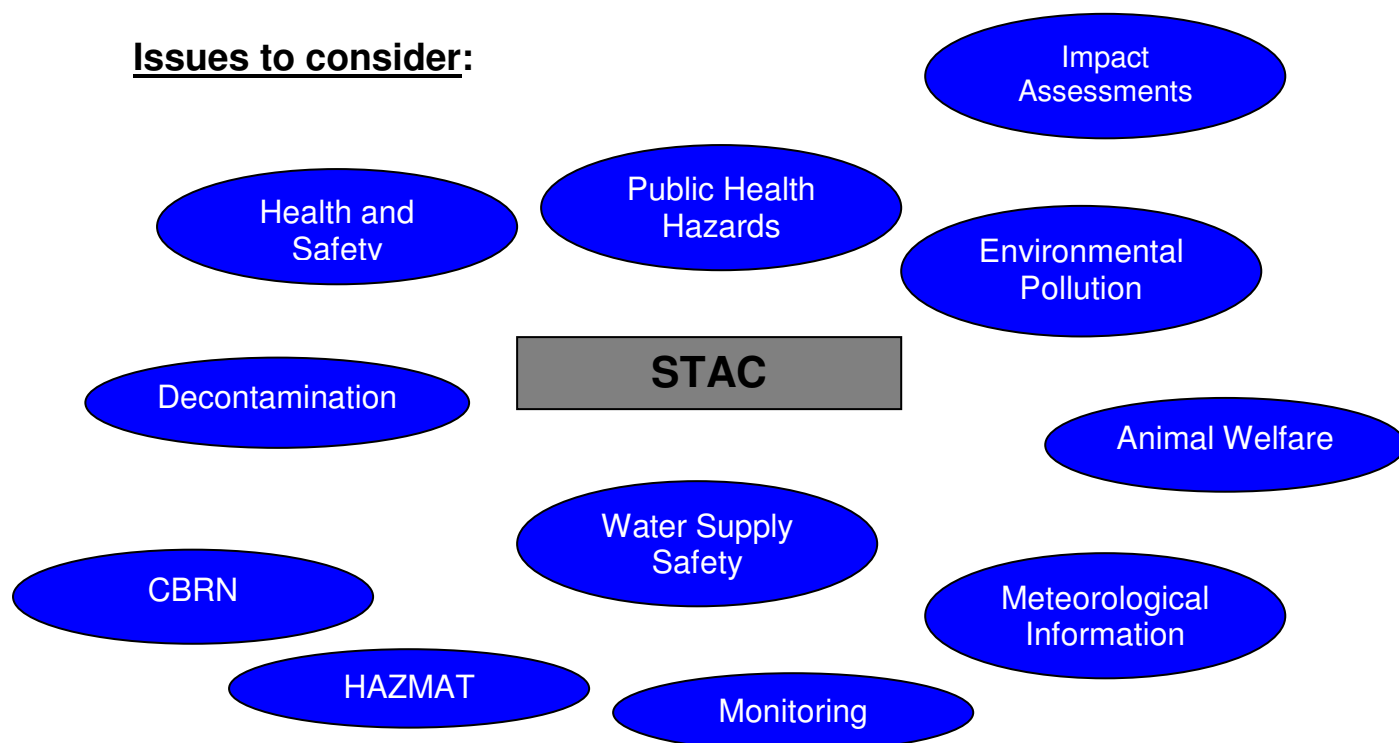 Issues to consider:
Impact
Assessments
Public Health
Hazards
Health and
Safety
Environmental
Pollution
STAC
Decontamination
Animal Welfare
Water Supply
Safety
CBRN
Meteorological
Information
HAZMAT
Monitoring